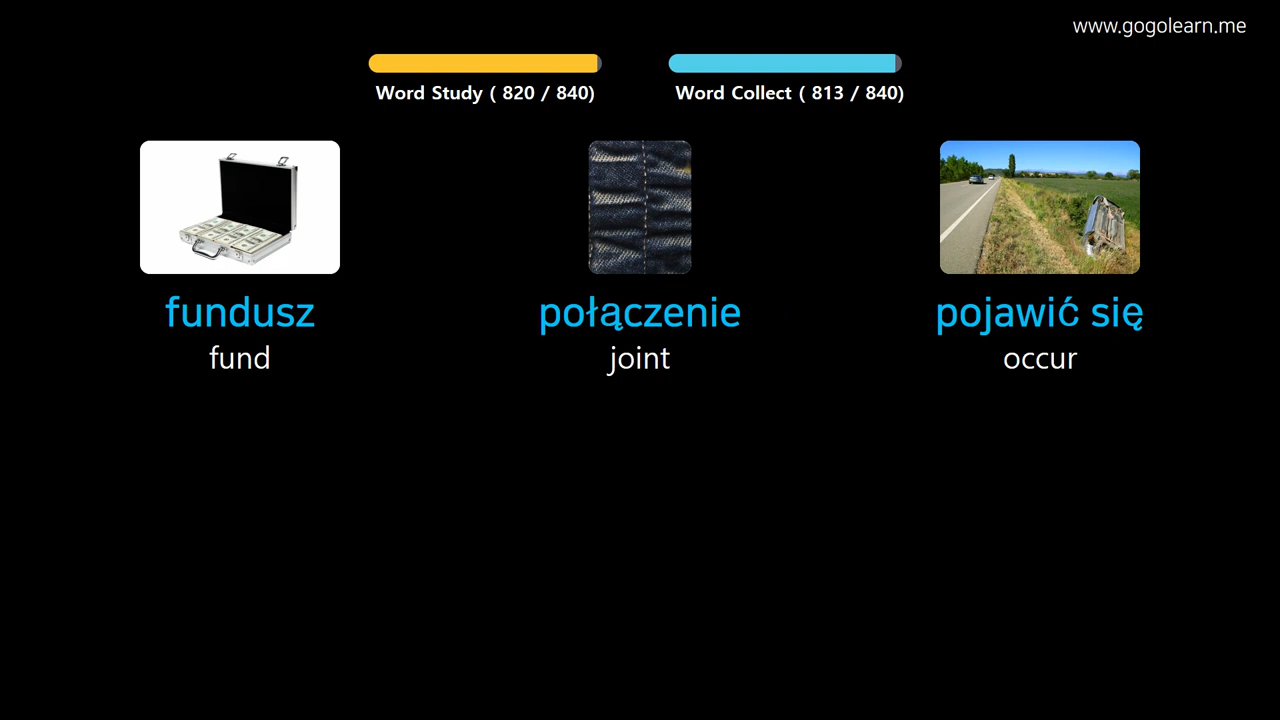 www.gogolearn.me
Word Study ( 820 / 840)
Word Collect ( 813 / 840)
fundusz
fund
połączenie
joint
pojawić się
occur